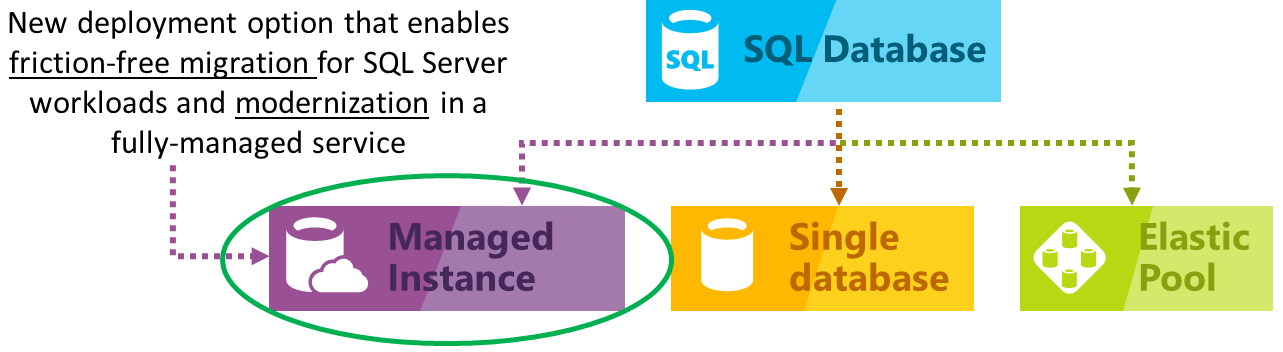 New deployment option that enables
friction-free migration for SQL Server
workloads and modernization in a
fully-managed service
SQL
SQL Database
Managed
Instance
Single
database
Elastic
Pool